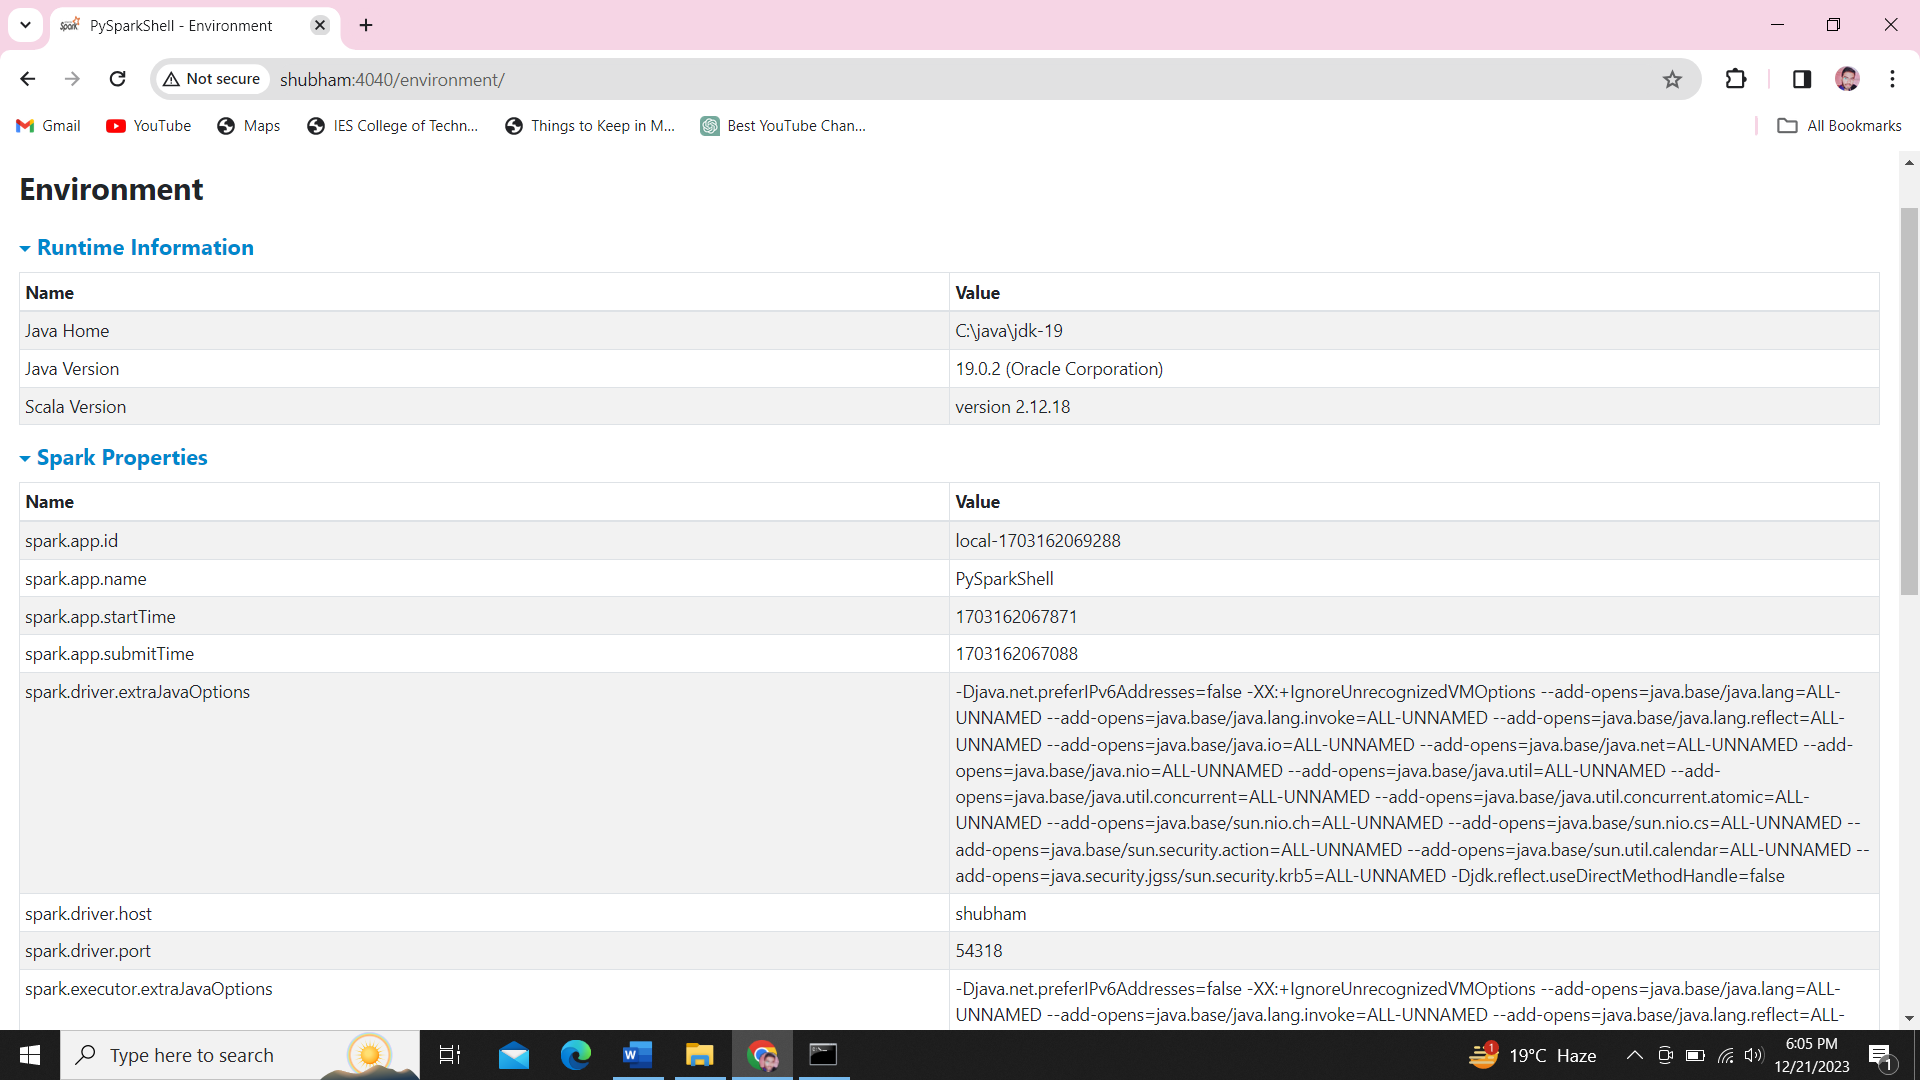 PySparkShell - Environment
Not secure
shubham:4040/environment/
Gmail
YouTube
Maps
IES College of Techn...
Things to Keep in M...
Best YouTube Chan...
All Bookmarks
Environment
Runtime Information
Name Value
Java Home C:\java\jdk-19
Java Version 19.0.2 (Oracle Corporation)
Scala Version version 2.12.18
Spark Properties
Name Value
spark.app.id local-1703162069288
spark.app.name PySparkShell
spark.app.startTime 1703162067871
spark.app.submitTime 1703162067088
spark.driver.extraJavaOptions -Djava.net.preferIPv6Addresses=false -XX:+IgnoreUnrecognizedVMOptions --add-opens=java.base/java.lang=ALL-
UNNAMED --add-opens=java.base/java.lang.invoke=ALL-UNNAMED --add-opens=java.base/java.lang.reflect=ALL-
UNNAMED --add-opens=java.base/java.io=ALL-UNNAMED --add-opens=java.base/java.net=ALL-UNNAMED --add-
opens=java.base/java.nio=ALL-UNNAMED --add-opens=java.base/java.util=ALL-UNNAMED --add-
opens=java.base/java.util.concurrent=ALL-UNNAMED --add-opens=java.base/java.util.concurrent.atomic=ALL-
UNNAMED --add-opens=java.base/sun.nio.ch=ALL-UNNAMED --add-opens=java.base/sun.nio.cs=ALL-UNNAMED --
add-opens=java.base/sun.security.action=ALL-UNNAMED --add-opens=java.base/sun.util.calendar=ALL-UNNAMED --
add-opens=java.security.jgss/sun.security.krb5=ALL-UNNAMED -Djdk.reflect.useDirectMethodHandle=false
spark.driver.host shubham
spark.driver.port 54318
spark.executor.extraJavaOptions -Djava.net.preferIPv6Addresses=false -XX:+IgnoreUnrecognizedVMOptions --add-opens=java.base/java.lang=ALL-
UNNAMED --add-opens=java.base/java.lang.invoke=ALL-UNNAMED --add-opens=java.base/java.lang.reflect=ALL-
Type here to search
1
19°C Haze
6:05 PM
12/21/2023
1